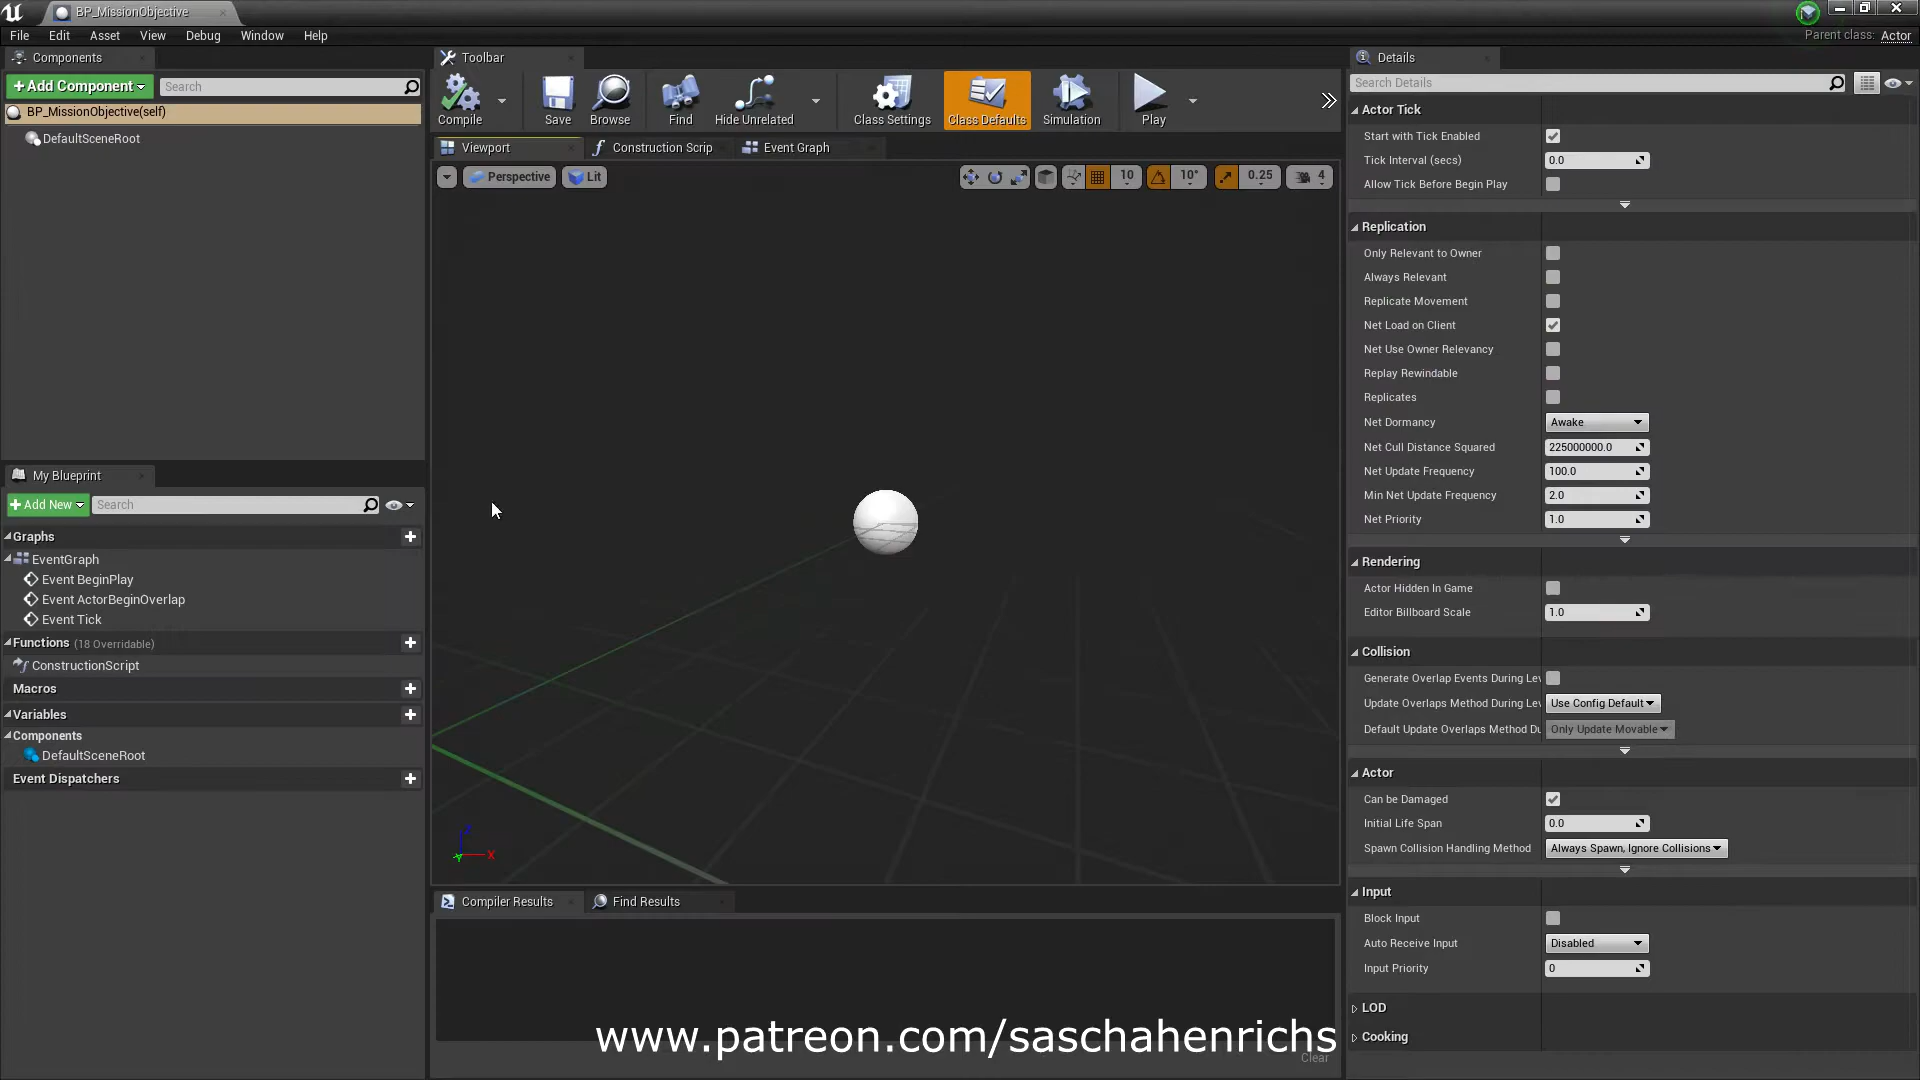 BP_MissionObjective
File Edit Asset View Debug Window Help
Parent class: Actor
Components
+Add Component
Search
BP_MissionObjective(self)
DefaultSceneRoot
My Blueprint
+Add New
Search
Graphs
EventGraph
Event BeginPlay
Event ActorBeginOverlap
Event Tick
Functions (18 Overridable)
ConstructionScript
Macros
Variables
Components
DefaultSceneRoot
Event Dispatchers
Toolbar
Compile Save Browse Find Hide Unrelated Class Settings Class Defaults Simulation Play
Viewport Construction Scrip Event Graph
Perspective Lit 10 10° 0.25 4
Z
Y
X
Compiler Results Find Results
Clear
www.patreon.com/saschahenrichs
Details
Search Details
Actor Tick
Start with Tick Enabled
Tick Interval (secs) 0.0
Allow Tick Before Begin Play
Replication
Only Relevant to Owner
Always Relevant
Replicate Movement
Net Load on Client
Net Use Owner Relevancy
Replay Rewindable
Replicates
Net Dormancy Awake
Net Cull Distance Squared 225000000.0
Net Update Frequency 100.0
Min Net Update Frequency 2.0
Net Priority 1.0
Rendering
Actor Hidden In Game
Editor Billboard Scale 1.0
Collision
Generate Overlap Events During Lev
Update Overlaps Method During Lev Use Config Default
Default Update Overlaps Method Du Only Update Movable
Actor
Can be Damaged
Initial Life Span 0.0
Spawn Collision Handling Method Always Spawn, Ignore Collisions
Input
Block Input
Auto Receive Input Disabled
Input Priority 0
LOD
Cooking